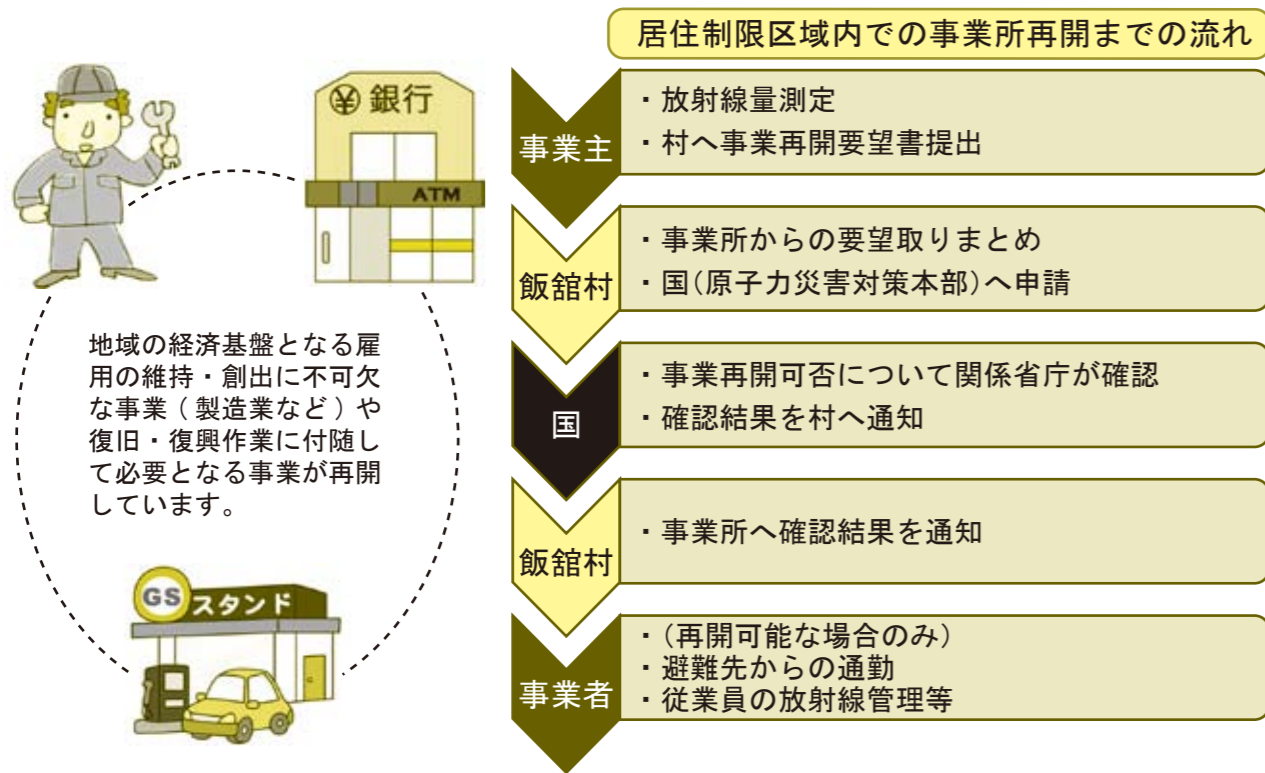 居住制限区域内での事業所再開までの流れ
¥銀行
ATM
地域の経済基盤となる雇
用の維持・創出に不可欠
な事業(製造業など)や
復旧・復興作業に付随し
て必要となる事業が再開
しています。
GSスタンド
事業主
・放射線量測定
・村へ事業再開要望書提出
飯舘村
・事業所からの要望取りまとめ
・国(原子力災害対策本部)へ申請
国
・事業再開可否について関係省庁が確認
・確認結果を村へ通知
飯舘村
・事業所へ確認結果を通知
事業者
・(再開可能な場合のみ)
・避難先からの通勤
・従業員の放射線管理等